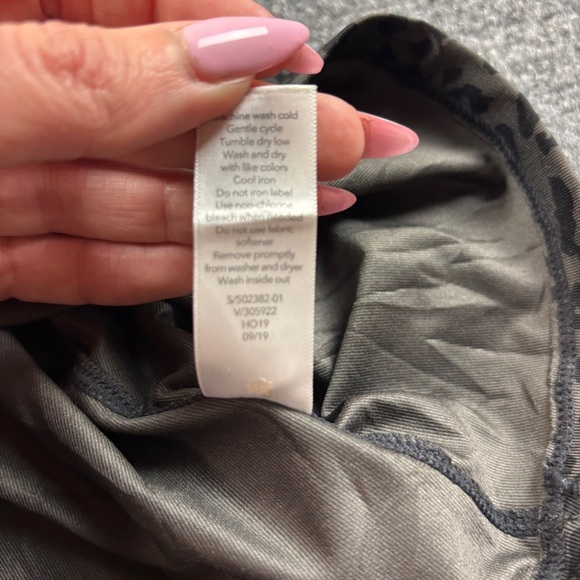 Machine wash cold
Gentle cycle
Tumble dry low
Wash and dry
with like colors
Cool iron
Do not iron label
Use non-chlorine
bleach when needed
Do not use fabric
softener
Remove promptly
from washer and dryer
Wash inside out
S/502382-01
V/305922
HO19
09/19